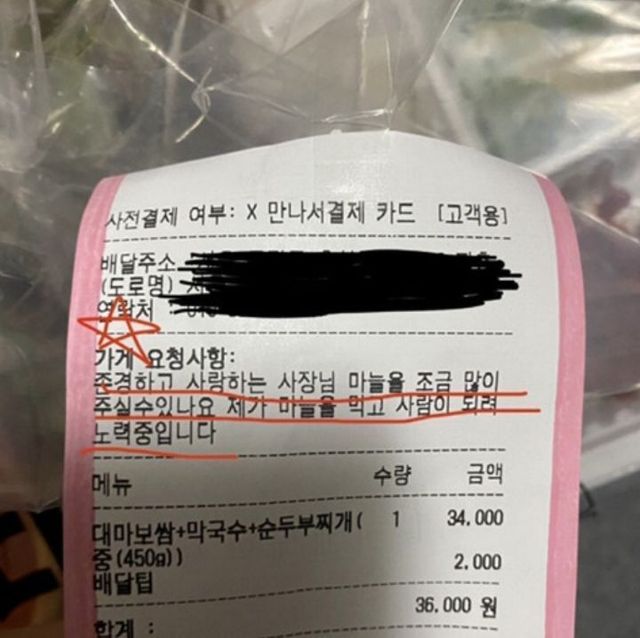 사전결제 여부: X 만나서결제 카드 [고객용]
배달주소
(도로명)
연락처 :
가게 요청사항:
존경하고 사랑하는 사장님 마늘을 조금 많이
주실수있나요 제가 마늘을 먹고 사람이 되려
노력중입니다
메뉴 수량 금액
대마보쌈+막국수+순두부찌개( 1 34.000
중(450g))
배달팁 2.000
합계 : 36.000 원